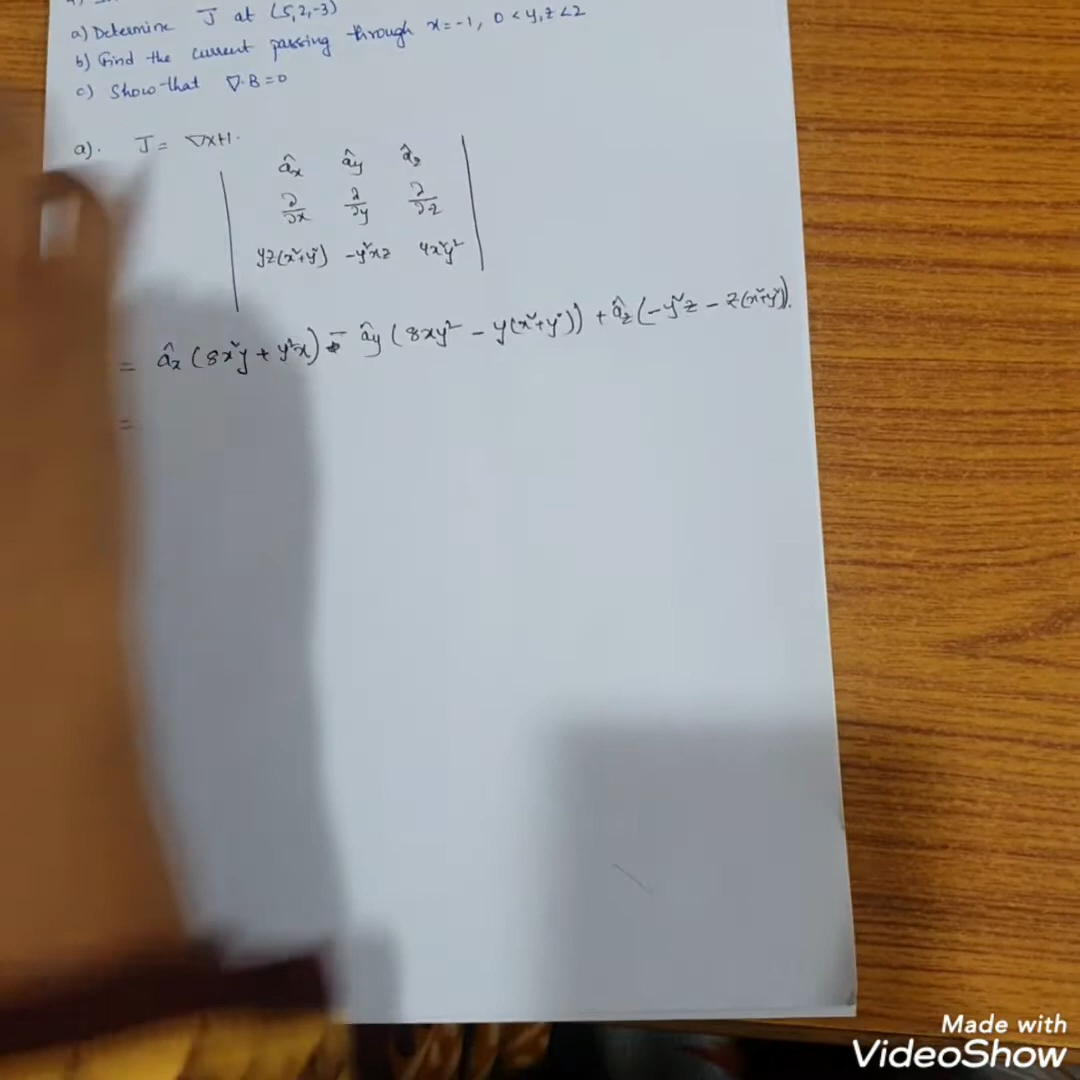 a) Determine J at (5,2,-3)
b) Find the current passing through x=-1, 0<y,z<2
c) Show that ∇·B=0
a). J = ∇×H.
âx ây âz
∂/∂x ∂/∂y ∂/∂z
yz(x²+y²) -y²xz 4x²y²
= âx (8x²y + y²x) - ây (8xy² - y(x²+y²)) + âz (-y²z - z(x²+y²)).
=
Made with
VideoShow